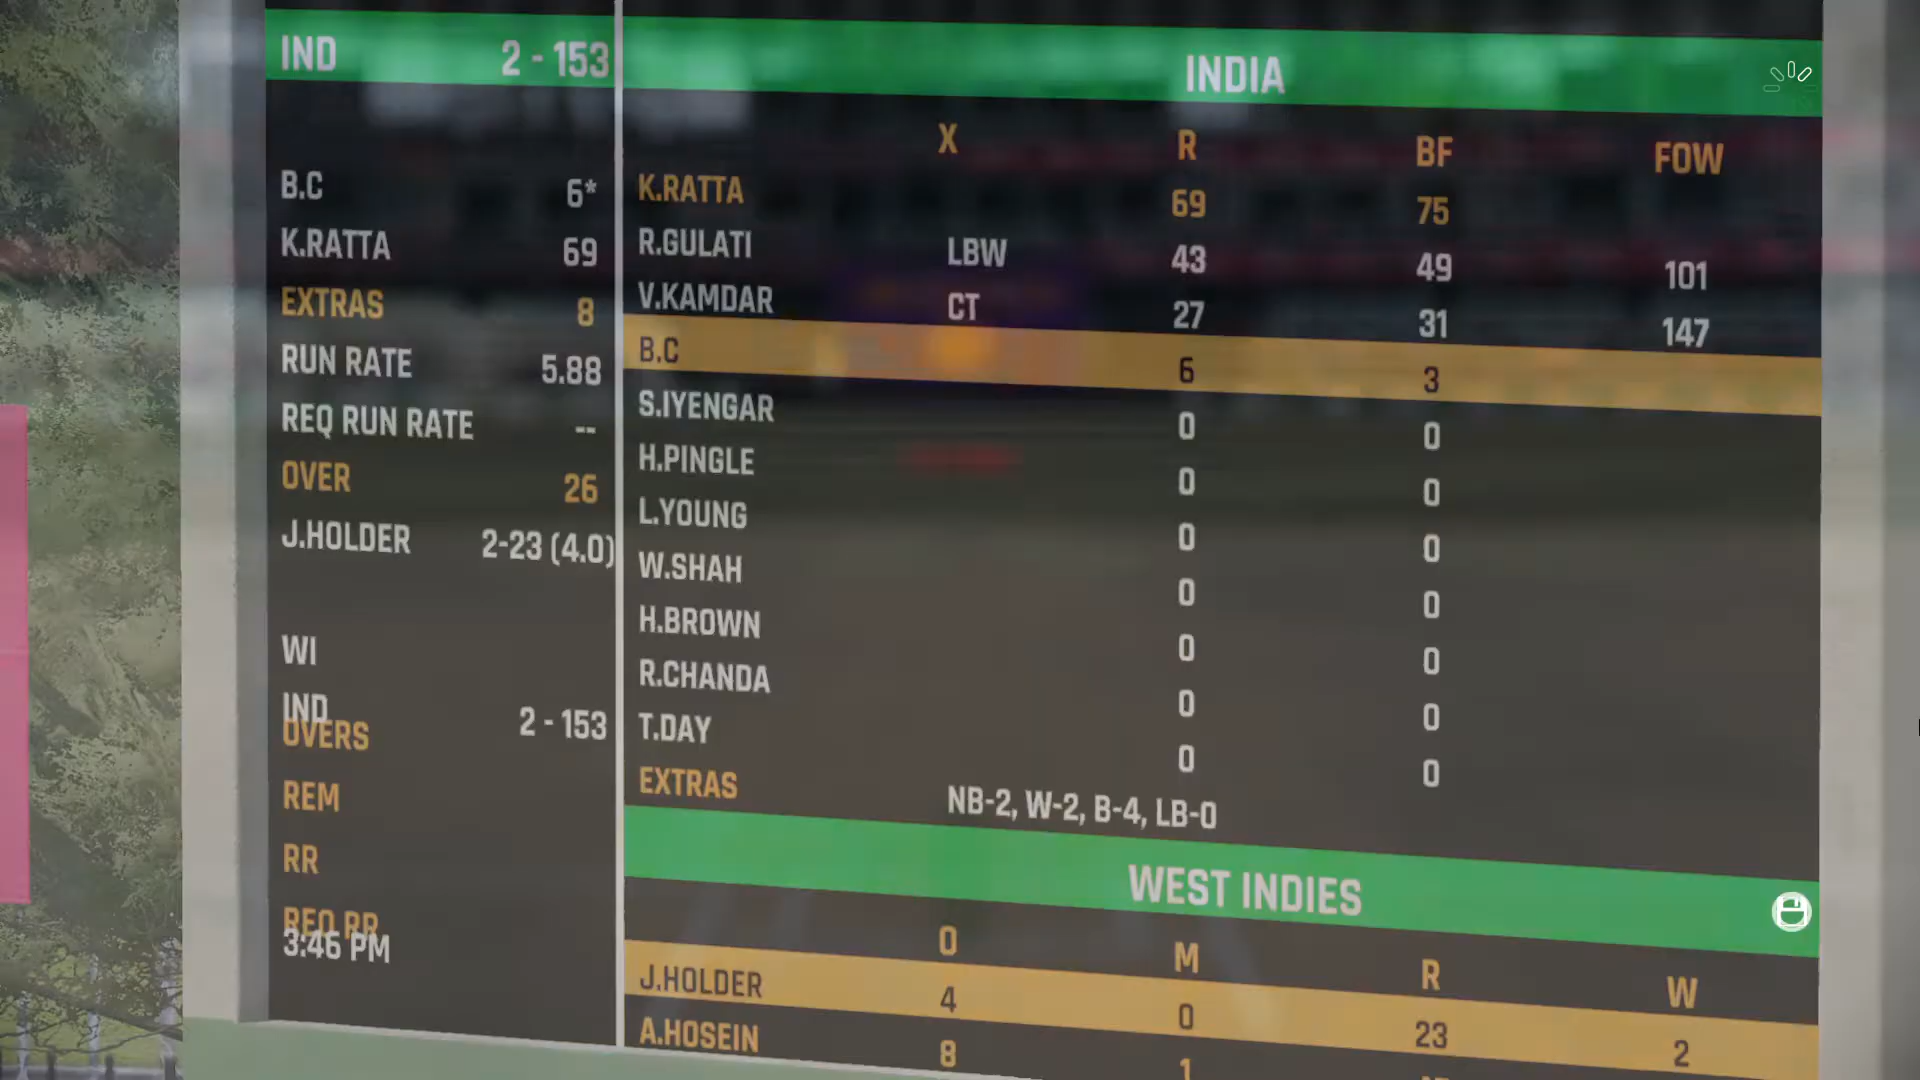 IND 2 - 153
B.C 6*
K.RATTA 69
EXTRAS 8
RUN RATE 5.88
REQ RUN RATE --
OVER 26
J.HOLDER 2-23 (4.0)
WI
IND 2 - 153
OVERS
REM
RR
REQ RR
3:46 PM
INDIA
X R BF FOW
K.RATTA 69 75
R.GULATI LBW 43 49 101
V.KAMDAR CT 27 31 147
B.C 6 3
S.IYENGAR 0 0
H.PINGLE 0 0
L.YOUNG 0 0
W.SHAH 0 0
H.BROWN 0 0
R.CHANDA 0 0
T.DAY 0 0
EXTRAS NB-2, W-2, B-4, LB-0
WEST INDIES
O M R W
J.HOLDER 4 0 23 2
A.HOSEIN 8 1